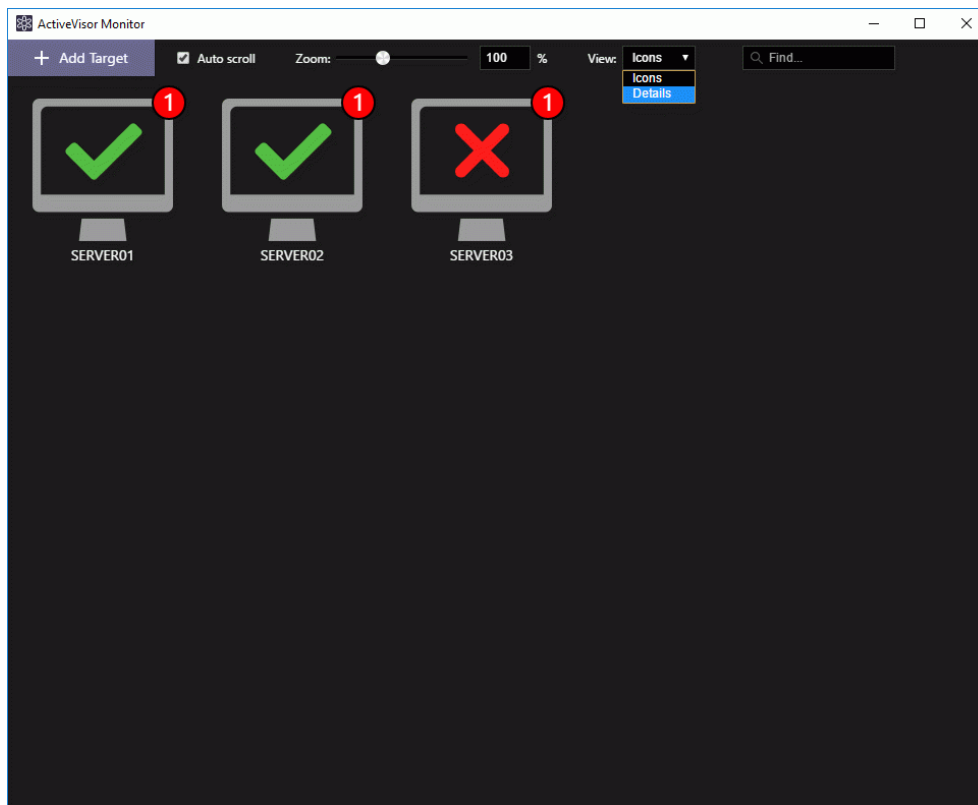 ActiveVisor Monitor
+ Add Target Auto scroll Zoom: 100 % View: Icons Find...
Icons
Details
1 1 1
SERVER01 SERVER02 SERVER03